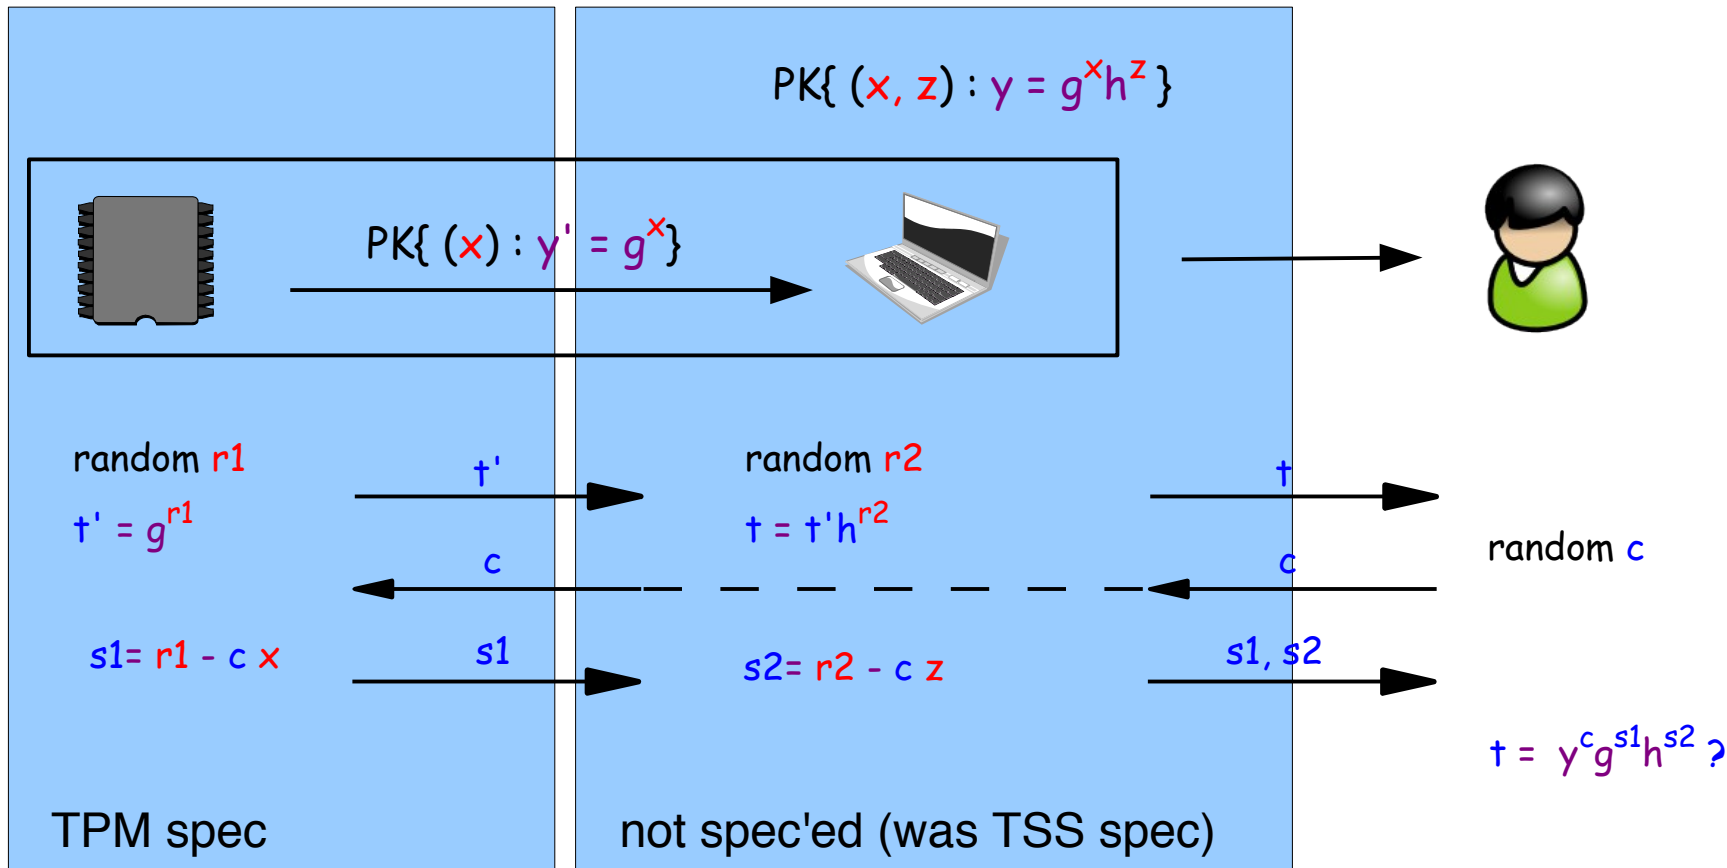 PK{ (x, z) : y = g^x h^z }
PK{ (x) : y' = g^x }
random r1
t'
random r2
t
t' = g^r1
t = t'h^r2
random c
c
c
s1= r1 - c x
s1
s2= r2 - c z
s1, s2
t = y^c g^s1 h^s2 ?
TPM spec
not spec'ed (was TSS spec)